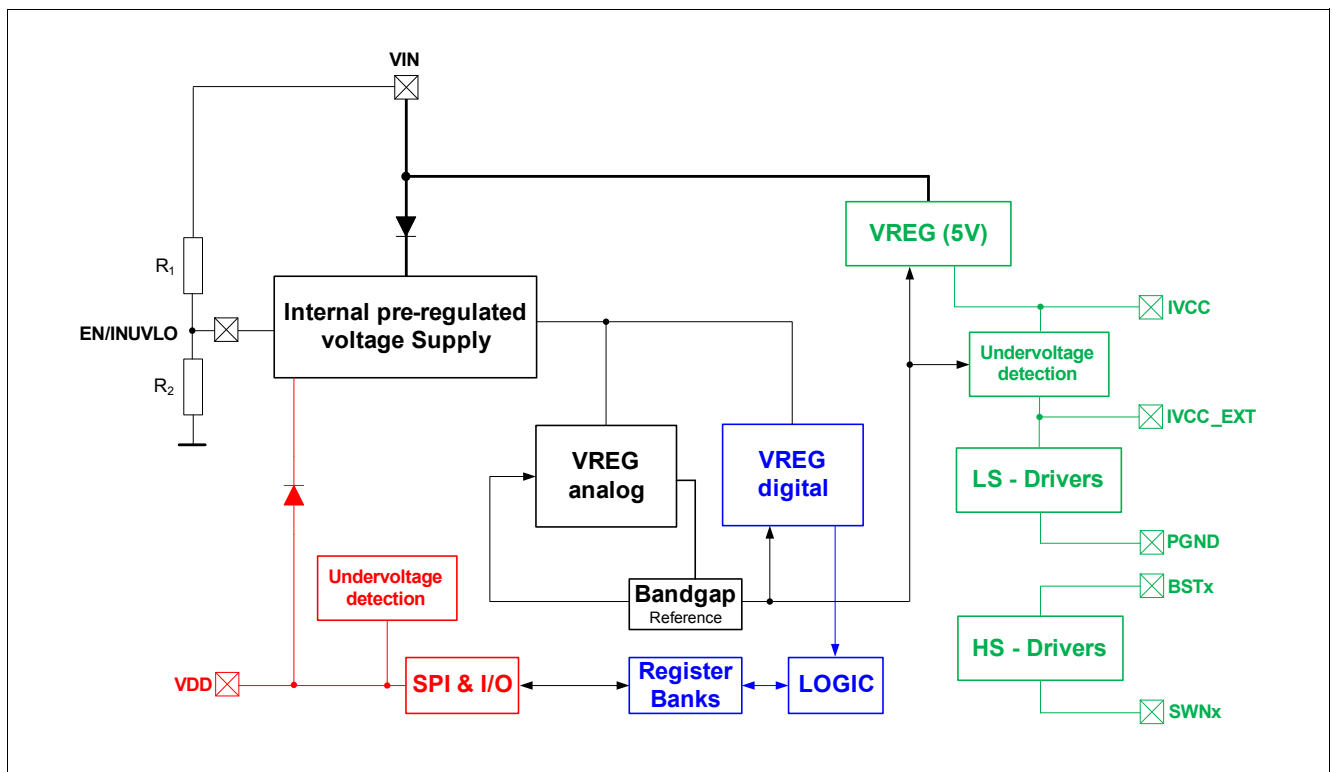 VIN
VREG (5V)
R1
Internal pre-regulated
voltage Supply
EN/INUVLO
IVCC
Undervoltage
detection
R2
IVCC_EXT
VREG
analog
VREG
digital
LS - Drivers
PGND
Undervoltage
detection
Bandgap
Reference
BSTx
HS - Drivers
VDD
SPI & I/O
Register
Banks
LOGIC
SWNx